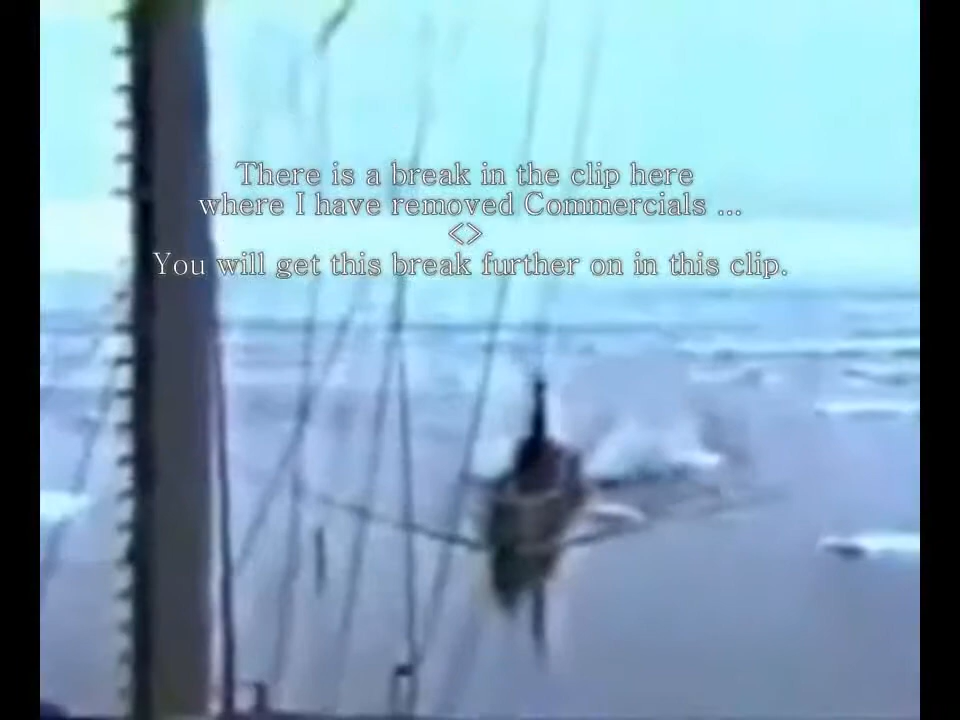 There is a break in the clip here
where I have removed Commercials ...
<>
You will get this break further on in this clip.